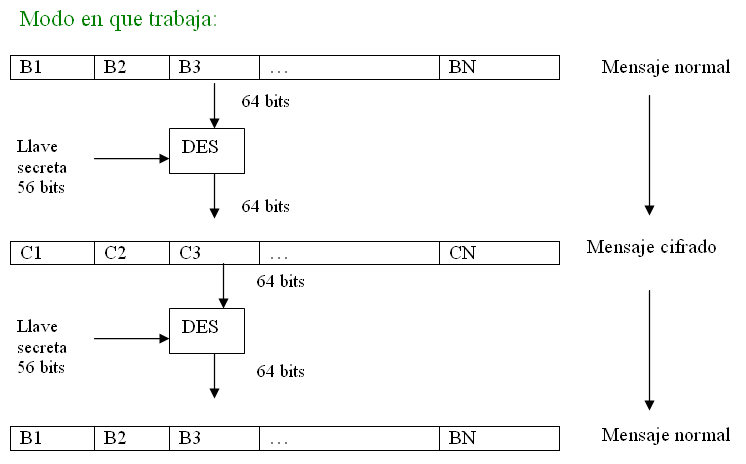 Modo en que trabaja:
B1 B2 B3 ... BN Mensaje normal
64 bits
DES
Llave
secreta
56 bits
64 bits
C1 C2 C3 ... CN Mensaje cifrado
64 bits
DES
Llave
secreta
56 bits
64 bits
B1 B2 B3 ... BN Mensaje normal